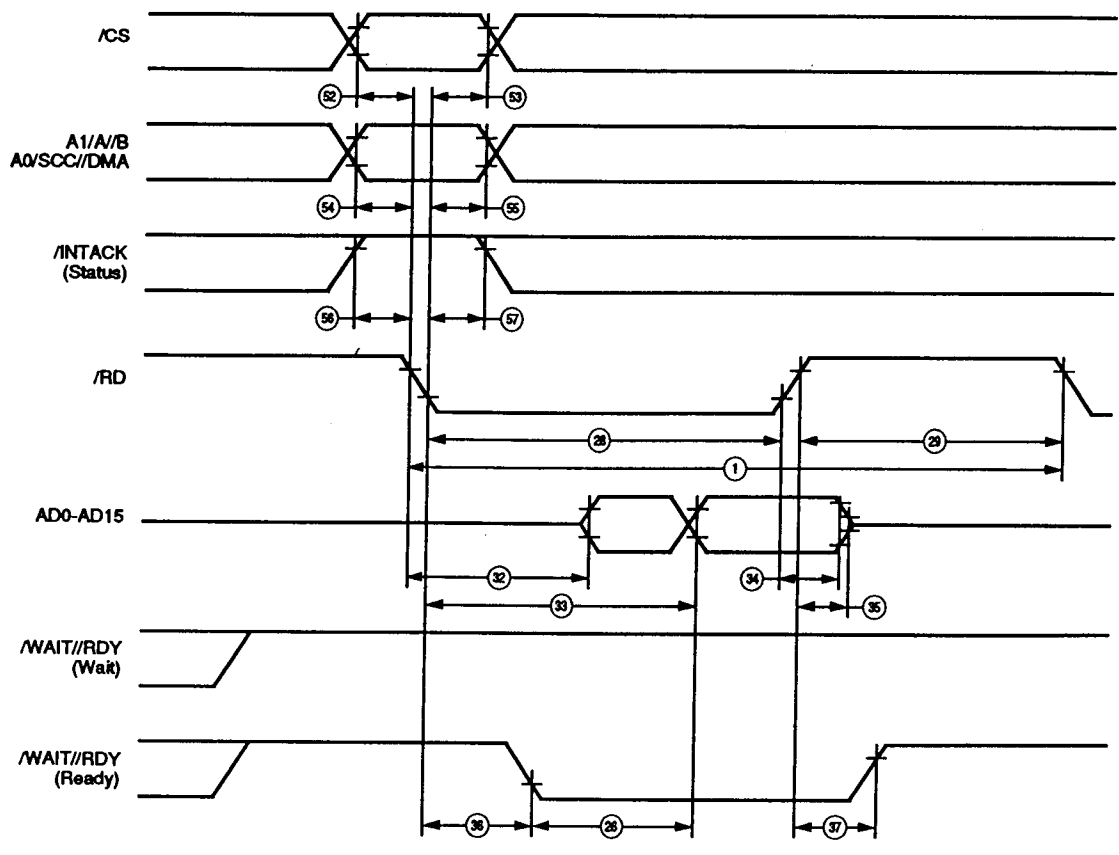 /CS
52
53
A1/A//B
A0/SCC//DMA
54
55
/INTACK
(Status)
56
57
/RD
28
29
1
AD0-AD15
32
34
33
35
/WAIT//RDY
(Wait)
/WAIT//RDY
(Ready)
36
26
37